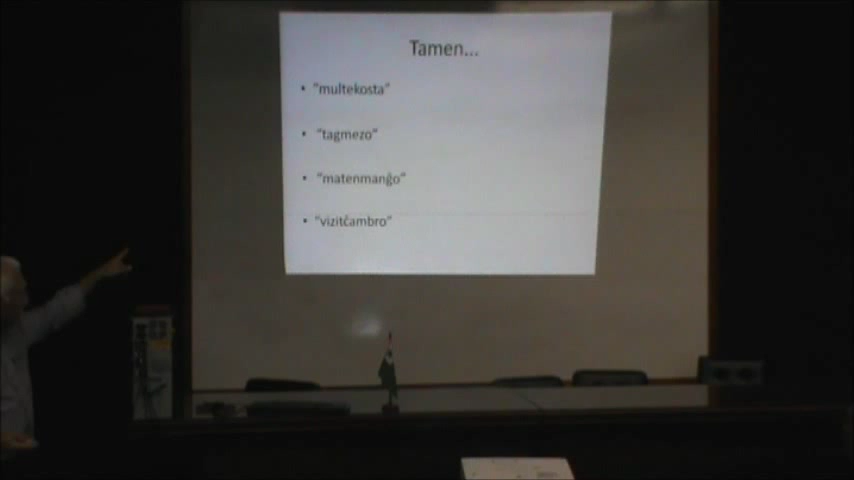 Tamen...
• "multekosta"
• "tagmezo"
• "matenmanĝo"
• "vizitĉambro"